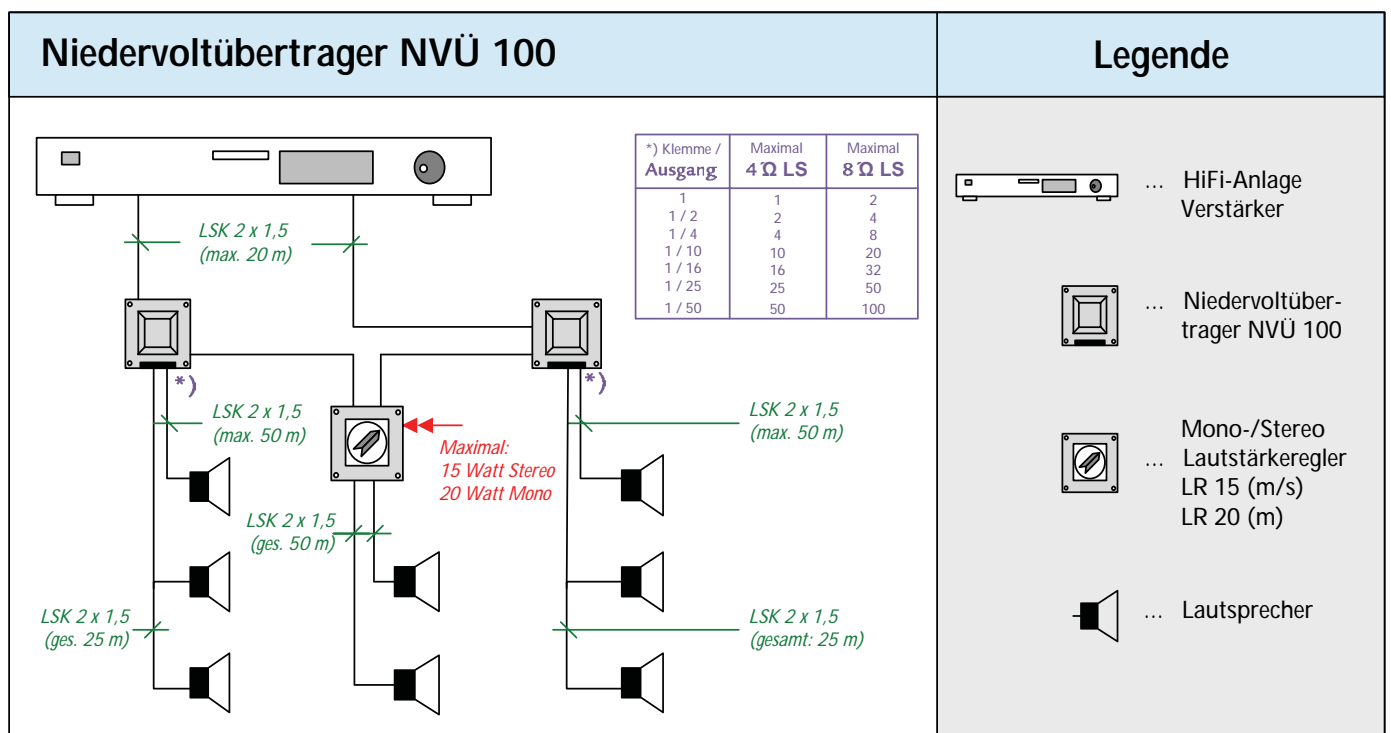 Niedervoltübertrager NVÜ 100
Legende
*) Klemme / Maximal Maximal
Ausgang 4 Ω LS 8 Ω LS
1 1 2
1 / 2 2 4
1 / 4 4 8
1 / 10 10 20
1 / 16 16 32
1 / 25 25 50
1 / 50 50 100
LSK 2 x 1,5
(max. 20 m)
*)
*)
LSK 2 x 1,5
(max. 50 m)
Maximal:
15 Watt Stereo
20 Watt Mono
LSK 2 x 1,5
(max. 50 m)
LSK 2 x 1,5
(ges. 50 m)
LSK 2 x 1,5
(ges. 25 m)
LSK 2 x 1,5
(gesamt: 25 m)
... HiFi-Anlage
Verstärker
... Niedervoltüber-
trager NVÜ 100
Mono-/Stereo
... Lautstärkeregler
LR 15 (m/s)
LR 20 (m)
... Lautsprecher